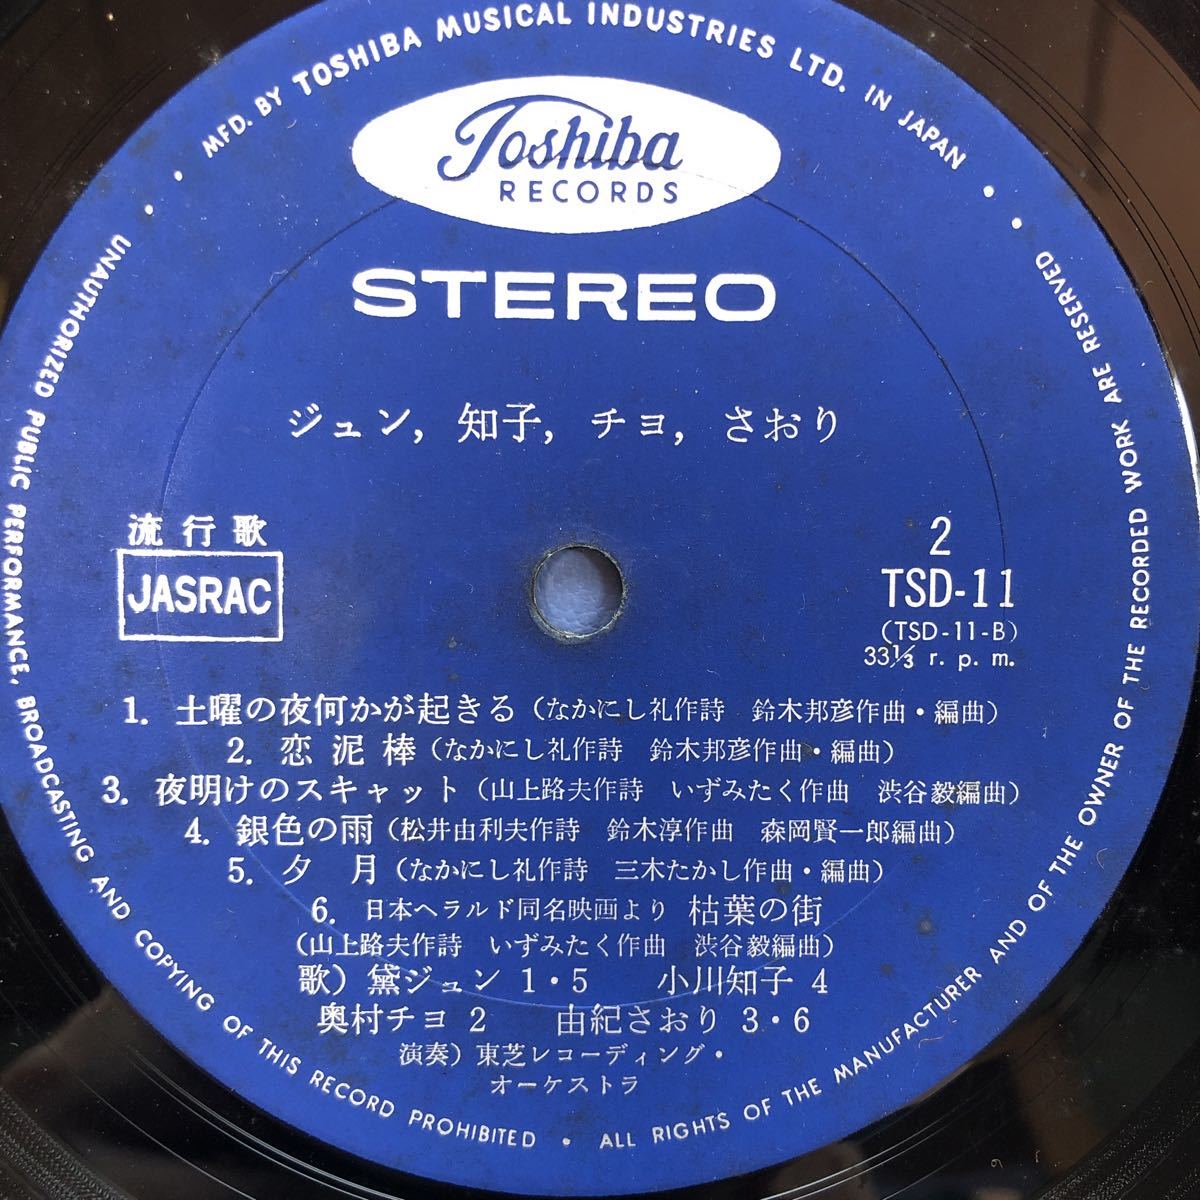 MFD. BY TOSHIBA MUSICAL INDUSTRIES LTD. IN JAPAN
Toshiba
RECORDS
STEREO
ジュン, 知子, チヨ, さおり
流行歌
JASRAC
2
TSD-11
(TSD-11-B)
33⅓ r. p. m.
1. 土曜の夜何かが起きる (なかにし礼作詩 鈴木邦彦作曲・編曲)
2. 恋泥棒 (なかにし礼作詩 鈴木邦彦作曲・編曲)
3. 夜明けのスキャット (山上路夫作詩 いずみたく作曲 渋谷毅編曲)
4. 銀色の雨 (松井由利夫作詩 鈴木淳作曲 森岡賢一郎編曲)
5. 夕月 (なかにし礼作詩 三木たかし作曲・編曲)
6. 日本ヘラルド同名映画より 枯葉の街
(山上路夫作詩 いずみたく作曲 渋谷毅編曲)
歌) 黛ジュン 1・5 小川知子 4
奥村チヨ 2 由紀さおり 3・6
演奏) 東芝レコーディング・
オーケストラ
UNAUTHORIZED PUBLIC PERFORMANCE, BROADCASTING AND COPYING OF THIS RECORD PROHIBITED • ALL RIGHTS OF THE MANUFACTURER AND OF THE OWNER OF THE RECORDED WORK ARE RESERVED